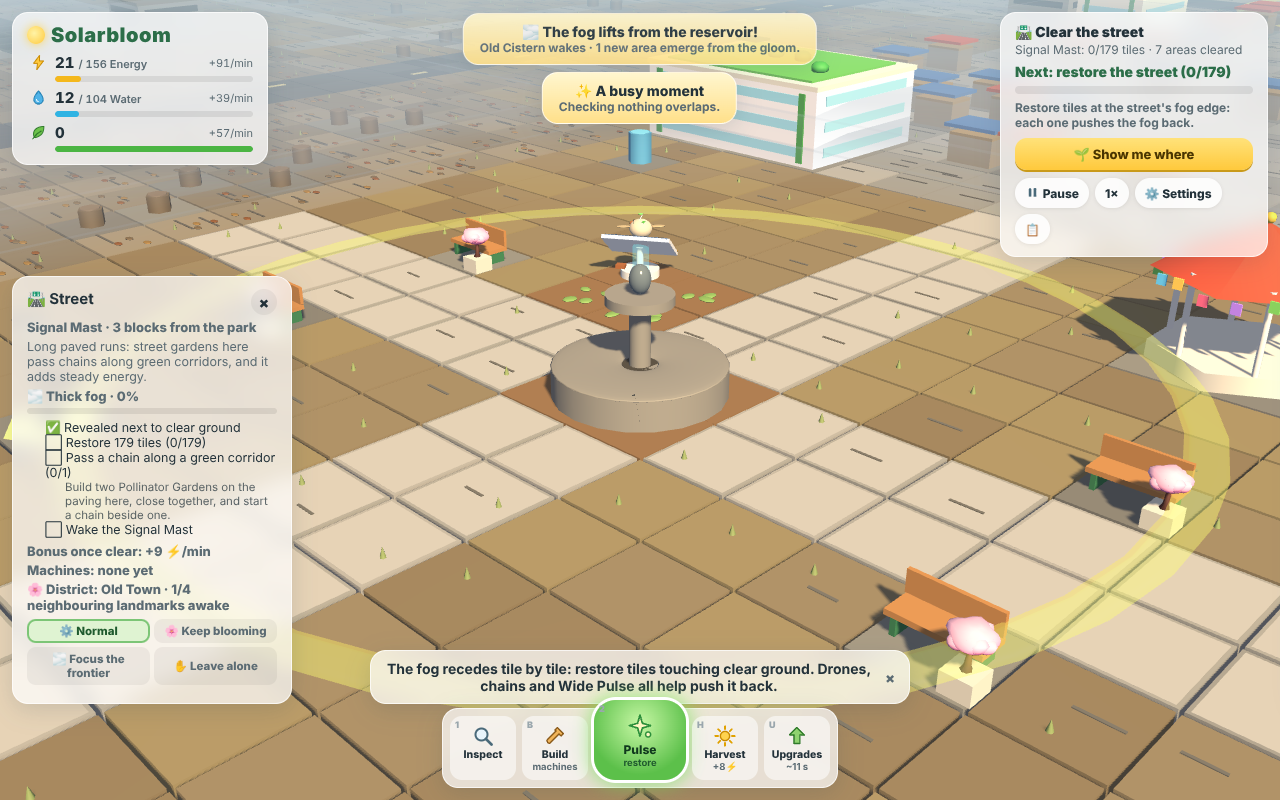 Solarbloom
21 / 156 Energy +91/min
12 / 104 Water +39/min
0 +57/min
🌫️ The fog lifts from the reservoir!
Old Cistern wakes · 1 new area emerge from the gloom.
✨ A busy moment
Checking nothing overlaps.
🛣️ Clear the street
Signal Mast: 0/179 tiles · 7 areas cleared
Next: restore the street (0/179)
Restore tiles at the street's fog edge:
each one pushes the fog back.
🌱 Show me where
Pause
1×
⚙️ Settings
🛣️ Street
×
Signal Mast · 3 blocks from the park
Long paved runs: street gardens here
pass chains along green corridors, and it
adds steady energy.
🌫️ Thick fog · 0%
✅ Revealed next to clear ground
Restore 179 tiles (0/179)
Pass a chain along a green corridor
(0/1)
Build two Pollinator Gardens on the
paving here, close together, and start
a chain beside one.
Wake the Signal Mast
Bonus once clear: +9 ⚡/min
Machines: none yet
🌸 District: Old Town · 1/4
neighbouring landmarks awake
⚙️ Normal
🌸 Keep blooming
🌫️ Focus the
frontier
✋ Leave alone
The fog recedes tile by tile: restore tiles touching clear ground. Drones,
chains and Wide Pulse all help push it back.
×
1
Inspect
B
Build
machines
Pulse
restore
H
Harvest
+8⚡
U
Upgrades
~11 s